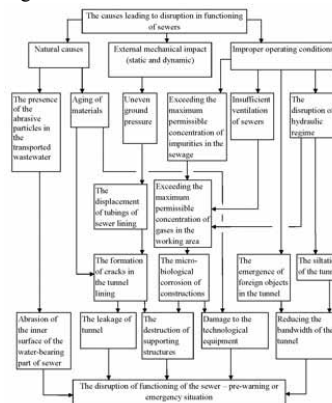 The causes leading to disruption in functioning
of sewers
Natural causes
External mechanical impact
(static and dynamic)
Improper operating condition
The presence
of the
abrasive
particles in
the
transported
wastewater
Aging of
materials
Uneven
ground
pressure
Exceeding the
maximum
permissible
concentration of
impurities in the
sewage
Insufficient
ventilation
of sewers
The
disruption of
hydraulic
regime
The
displacement
of tubings of
sewer lining
Exceeding the
maximum
permissible
concentration of
gases in the
working area
The formation
of cracks in
the tunnel
lining
The micro-
biological
corrosion of
constructions
The
emergence of
foreign objects
in the tunnel
The siltation
of the tunnel
Abrasion of the
inner surface of
the water-bearing
part of sewer
The leakage of
tunnel
The
destruction of
supporting
structures
Damage to the
technological
equipment
Reducing the
bandwidth of the
tunnel
The disruption of functioning of the sewer – pre-warning or
emergency situation